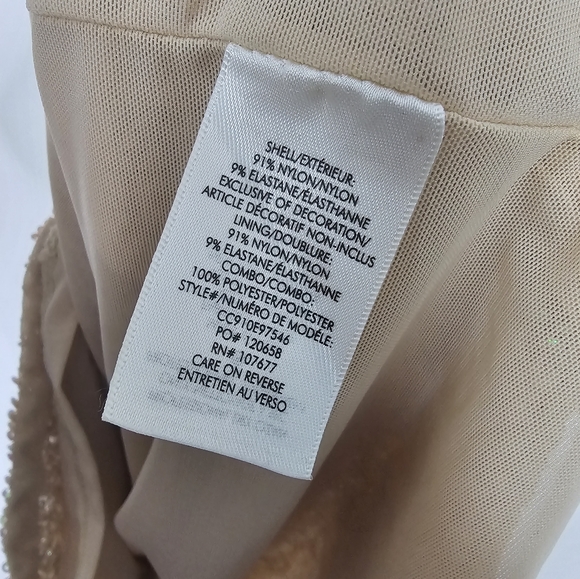 SHELL/EXTÉRIEUR:
91% NYLON/NYLON
9% ELASTANE/ÉLASTHANNE
EXCLUSIVE OF DECORATION/
ARTICLE DÉCORATIF NON-INCLUS
LINING/DOUBLURE:
91% NYLON/NYLON
9% ELASTANE/ÉLASTHANNE
COMBO/COMBO:
100% POLYESTER/POLYESTER
STYLE#/NUMÉRO DE MODÈLE:
CC910E97546
PO# 120658
RN# 107677
CARE ON REVERSE
ENTRETIEN AU VERSO